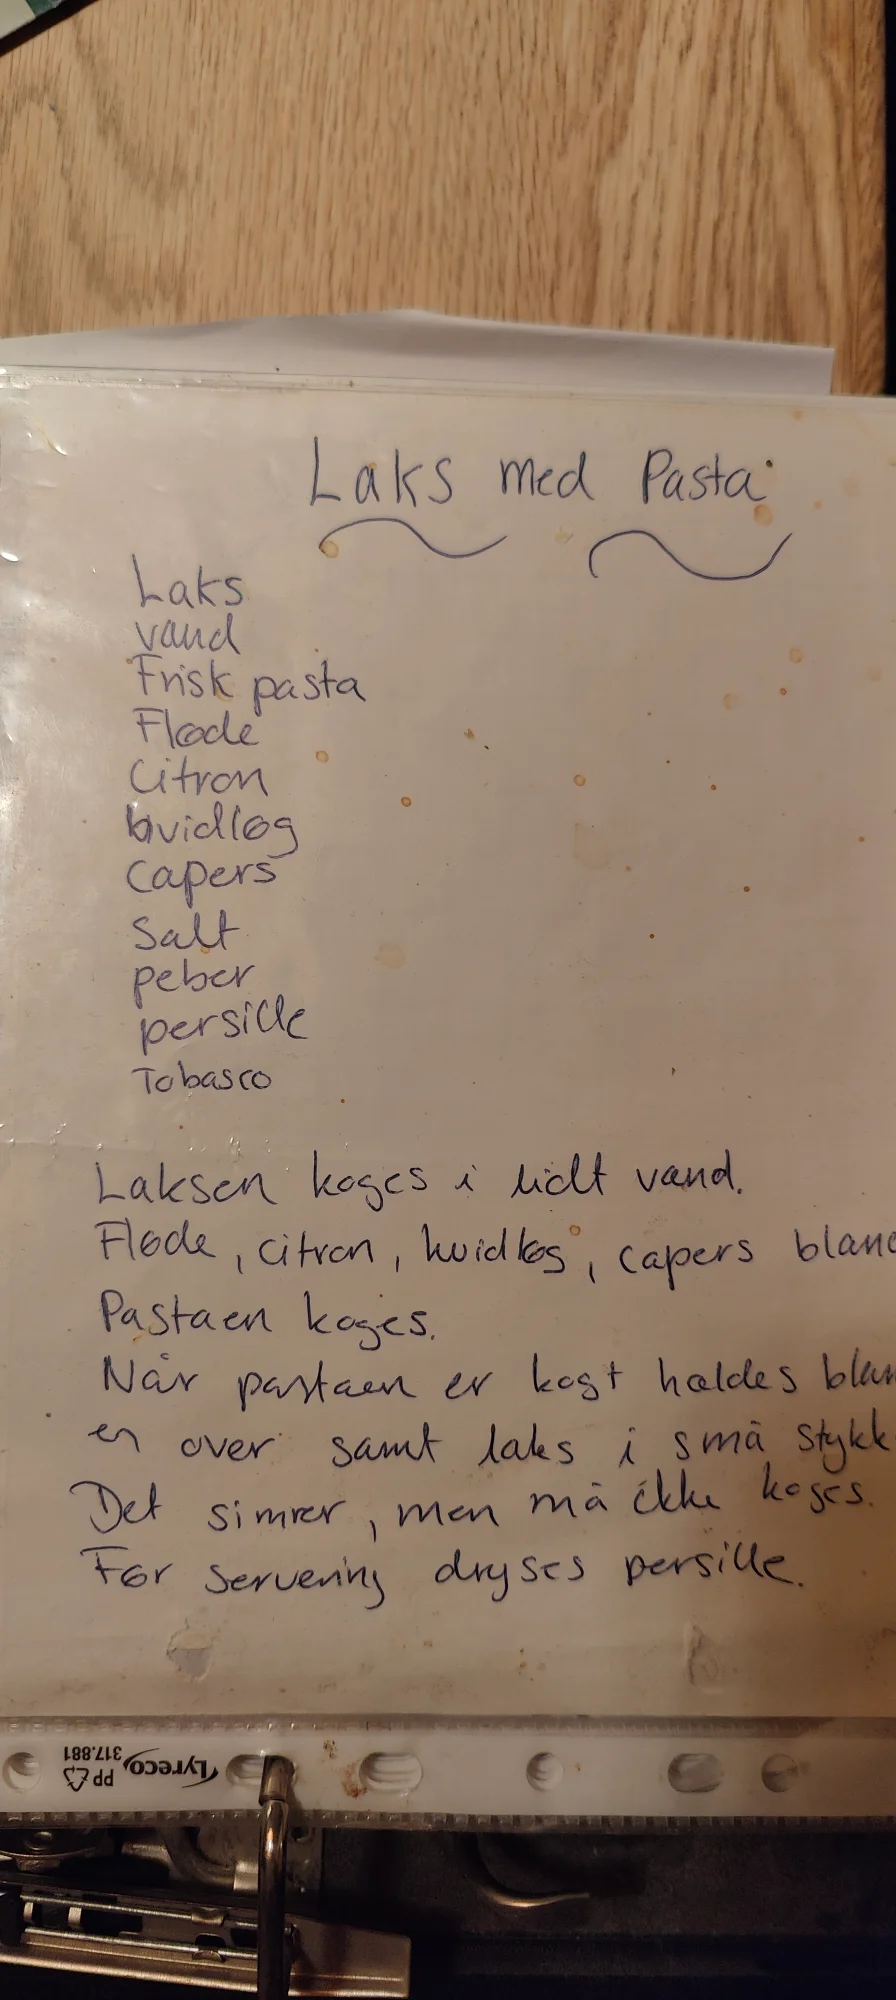 Laks med Pasta
Laks
vand
Frisk pasta
Fløde
Citron
hvidløg
Capers
Salt
peber
persille
Tobasco
Laksen koges i lidt vand.
Fløde, citron, hvidløg, capers bland
Pastaen koges.
Når pastaen er kogt hældes blan
en over samt laks i små stykk
Det simrer, men må ikke koges.
Før servering drysses persille.
Lyreco
317.881
PP